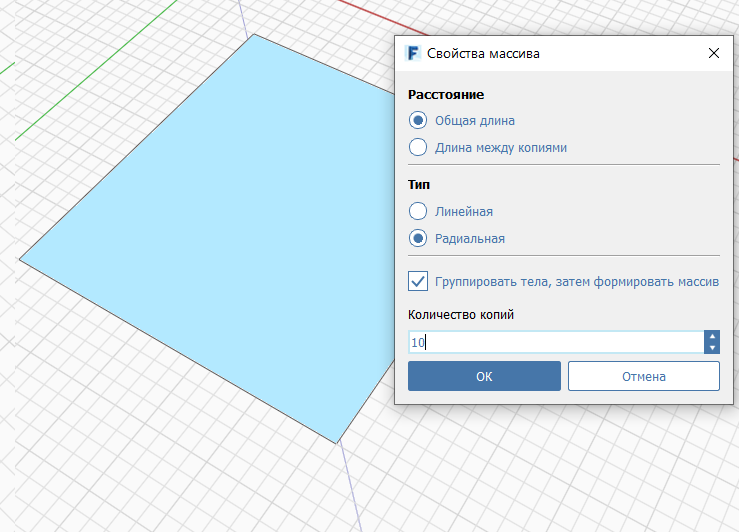 F Свойства массива
Расстояние
Общая длина
Длина между копиями
Тип
Линейная
Радиальная
Группировать тела, затем формировать массив
Количество копий
10
ОК
Отмена